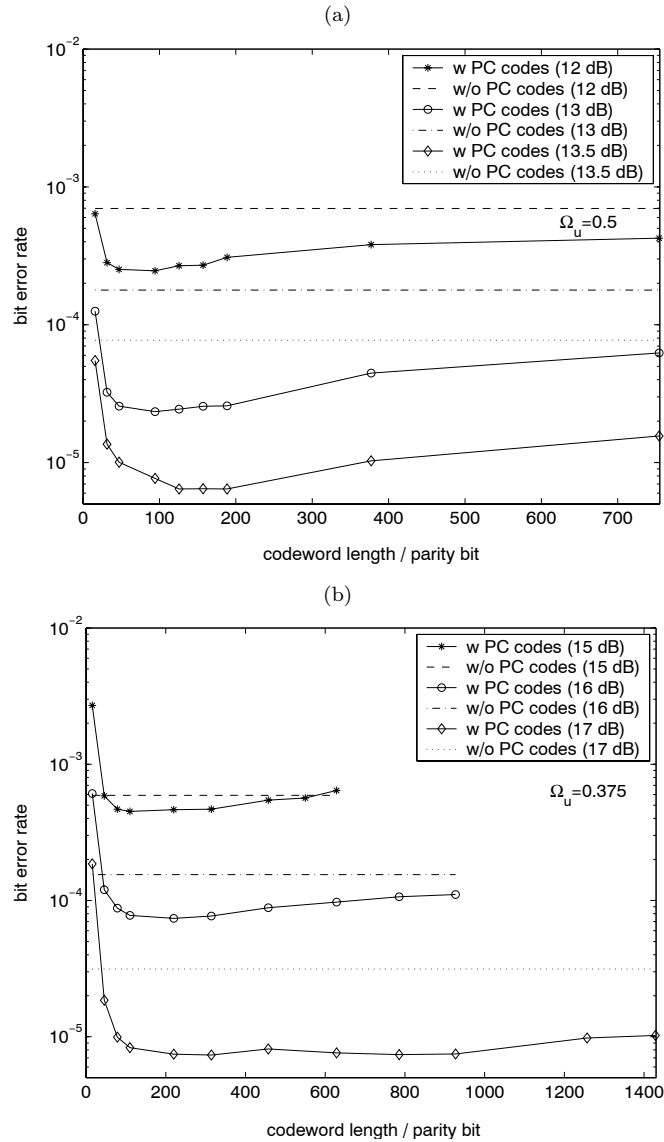 (a)
10^-2
10^-3
10^-4
10^-5
bit error rate
w PC codes (12 dB)
w/o PC codes (12 dB)
w PC codes (13 dB)
w/o PC codes (13 dB)
w PC codes (13.5 dB)
w/o PC codes (13.5 dB)
Ω_u=0.5
0 100 200 300 400 500 600 700
codeword length / parity bit
(b)
10^-2
10^-3
10^-4
10^-5
bit error rate
w PC codes (15 dB)
w/o PC codes (15 dB)
w PC codes (16 dB)
w/o PC codes (16 dB)
w PC codes (17 dB)
w/o PC codes (17 dB)
Ω_u=0.375
0 200 400 600 800 1000 1200 1400
codeword length / parity bit